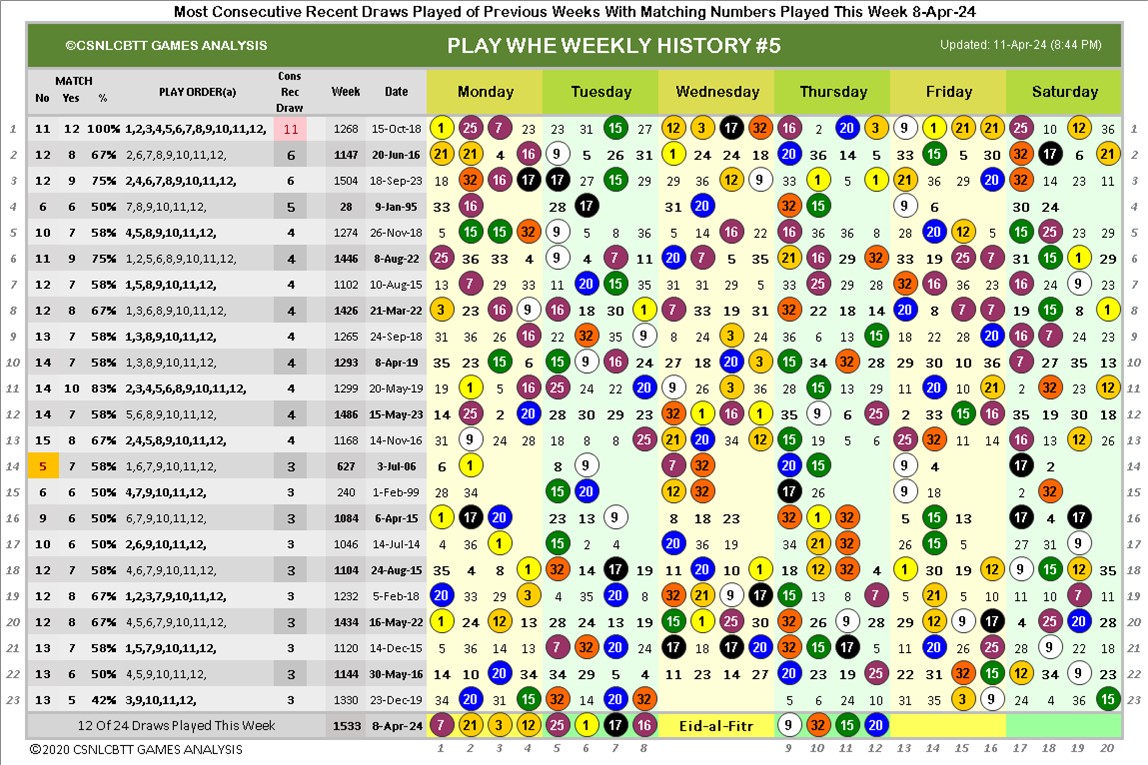 Most Consecutive Recent Draws Played of Previous Weeks With Matching Numbers Played This Week 8-Apr-24
©CSNLCBTT GAMES ANALYSIS PLAY WHE WEEKLY HISTORY #5 Updated: 11-Apr-24 (8:44 PM)
No MATCH Yes % PLAY ORDER(a) Cons Rec Draw Week Date Monday Tuesday Wednesday Thursday Friday Saturday
1 11 12 100% 1,2,3,4,5,6,7,8,9,10,11,12, 11 1268 15-Oct-18 1 25 7 23 23 31 15 27 12 3 17 32 16 2 20 3 9 1 21 21 25 10 12 36 1
2 12 8 67% 2,6,7,8,9,10,11,12, 6 1147 20-Jun-16 21 21 4 16 9 5 26 31 1 24 24 18 20 36 14 5 33 15 5 30 32 17 6 21 2
3 12 9 75% 2,4,6,7,8,9,10,11,12, 6 1504 18-Sep-23 18 32 16 17 17 27 15 29 29 36 12 9 33 1 5 1 21 36 29 20 32 14 23 11 3
4 6 6 50% 7,8,9,10,11,12, 5 28 9-Jan-95 33 16 28 17 31 20 32 15 9 6 30 24 4
5 10 7 58% 4,5,8,9,10,11,12, 4 1274 26-Nov-18 5 15 15 32 9 5 8 36 5 14 16 22 16 36 36 8 28 20 12 5 15 25 23 29 5
6 11 9 75% 1,2,5,6,8,9,10,11,12, 4 1446 8-Aug-22 25 36 33 4 9 4 7 11 20 7 5 35 21 16 29 32 33 19 25 7 31 15 1 29 6
7 12 7 58% 1,5,8,9,10,11,12, 4 1102 10-Aug-15 13 7 29 33 11 20 15 35 31 31 29 5 33 25 29 28 32 16 36 23 16 24 9 23 7
8 12 8 67% 1,3,6,8,9,10,11,12, 4 1426 21-Mar-22 3 23 16 9 16 18 30 1 7 33 19 31 32 22 18 14 20 8 7 7 19 15 8 1 8
9 13 7 58% 1,3,8,9,10,11,12, 4 1265 24-Sep-18 31 36 26 16 22 32 35 9 5 24 3 24 36 6 13 15 18 22 28 20 16 7 24 23 9
10 14 7 58% 1,3,8,9,10,11,12, 4 1293 8-Apr-19 35 23 15 6 15 9 16 24 27 18 20 3 15 34 32 28 29 30 10 36 7 27 35 13 10
11 14 10 83% 2,3,4,5,6,8,9,10,11,12, 4 1299 20-May-19 19 1 5 16 25 24 22 20 9 26 3 36 28 15 13 29 11 20 10 21 2 32 23 12 11
12 14 7 58% 5,6,8,9,10,11,12, 4 1486 15-May-23 14 25 2 20 28 30 29 23 32 1 16 1 35 9 6 25 2 33 15 16 35 19 30 18 12
13 15 8 67% 2,4,5,8,9,10,11,12, 4 1168 14-Nov-16 31 9 24 28 18 8 8 25 21 20 34 12 15 19 5 6 25 32 11 14 16 13 12 26 13
14 5 7 58% 1,6,7,9,10,11,12, 3 627 3-Jul-06 6 1 8 9 7 32 20 15 9 4 17 2 14
15 6 6 50% 4,7,9,10,11,12, 3 240 1-Feb-99 28 34 15 20 12 32 17 26 9 18 2 32 15
16 9 6 50% 6,7,9,10,11,12, 3 1084 6-Apr-15 1 17 20 23 13 9 8 18 23 32 1 32 5 15 13 17 4 17 16
17 10 6 50% 2,6,9,10,11,12, 3 1046 14-Jul-14 4 36 1 15 2 4 20 36 19 34 21 32 26 15 5 27 31 9 17
18 12 7 58% 4,6,7,9,10,11,12, 3 1104 24-Aug-15 35 4 8 1 32 14 17 19 11 20 10 1 18 12 32 4 1 30 19 12 9 15 12 35 18
19 12 8 67% 1,2,3,7,9,10,11,12, 3 1232 5-Feb-18 20 33 29 3 4 35 20 8 32 21 9 17 15 13 8 7 19 21 5 10 11 10 7 11 19
20 12 8 67% 4,5,6,7,9,10,11,12, 3 1434 16-May-22 1 24 12 13 28 24 13 19 15 1 25 30 32 26 9 28 29 12 9 17 4 25 20 28 20
21 13 7 58% 1,5,7,9,10,11,12, 3 1120 14-Dec-15 5 36 14 13 7 32 20 24 17 18 17 20 32 15 17 5 11 20 26 25 28 9 22 18 21
22 13 6 50% 4,5,9,10,11,12, 3 1144 30-May-16 14 10 20 34 34 29 5 4 11 23 14 27 20 23 19 25 22 31 32 15 12 34 9 23 22
23 13 5 42% 3,9,10,11,12, 3 1330 23-Dec-19 34 20 31 15 32 14 20 32 5 6 24 10 31 35 3 9 24 4 35 15 23
12 Of 24 Draws Played This Week 1533 8-Apr-24 7 21 3 12 25 1 17 16 Eid-al-Fitr 9 32 15 20
©2020 CSNLCBTT GAMES ANALYSIS 1 2 3 4 5 6 7 8 9 10 11 12 13 14 15 16 17 18 19 20